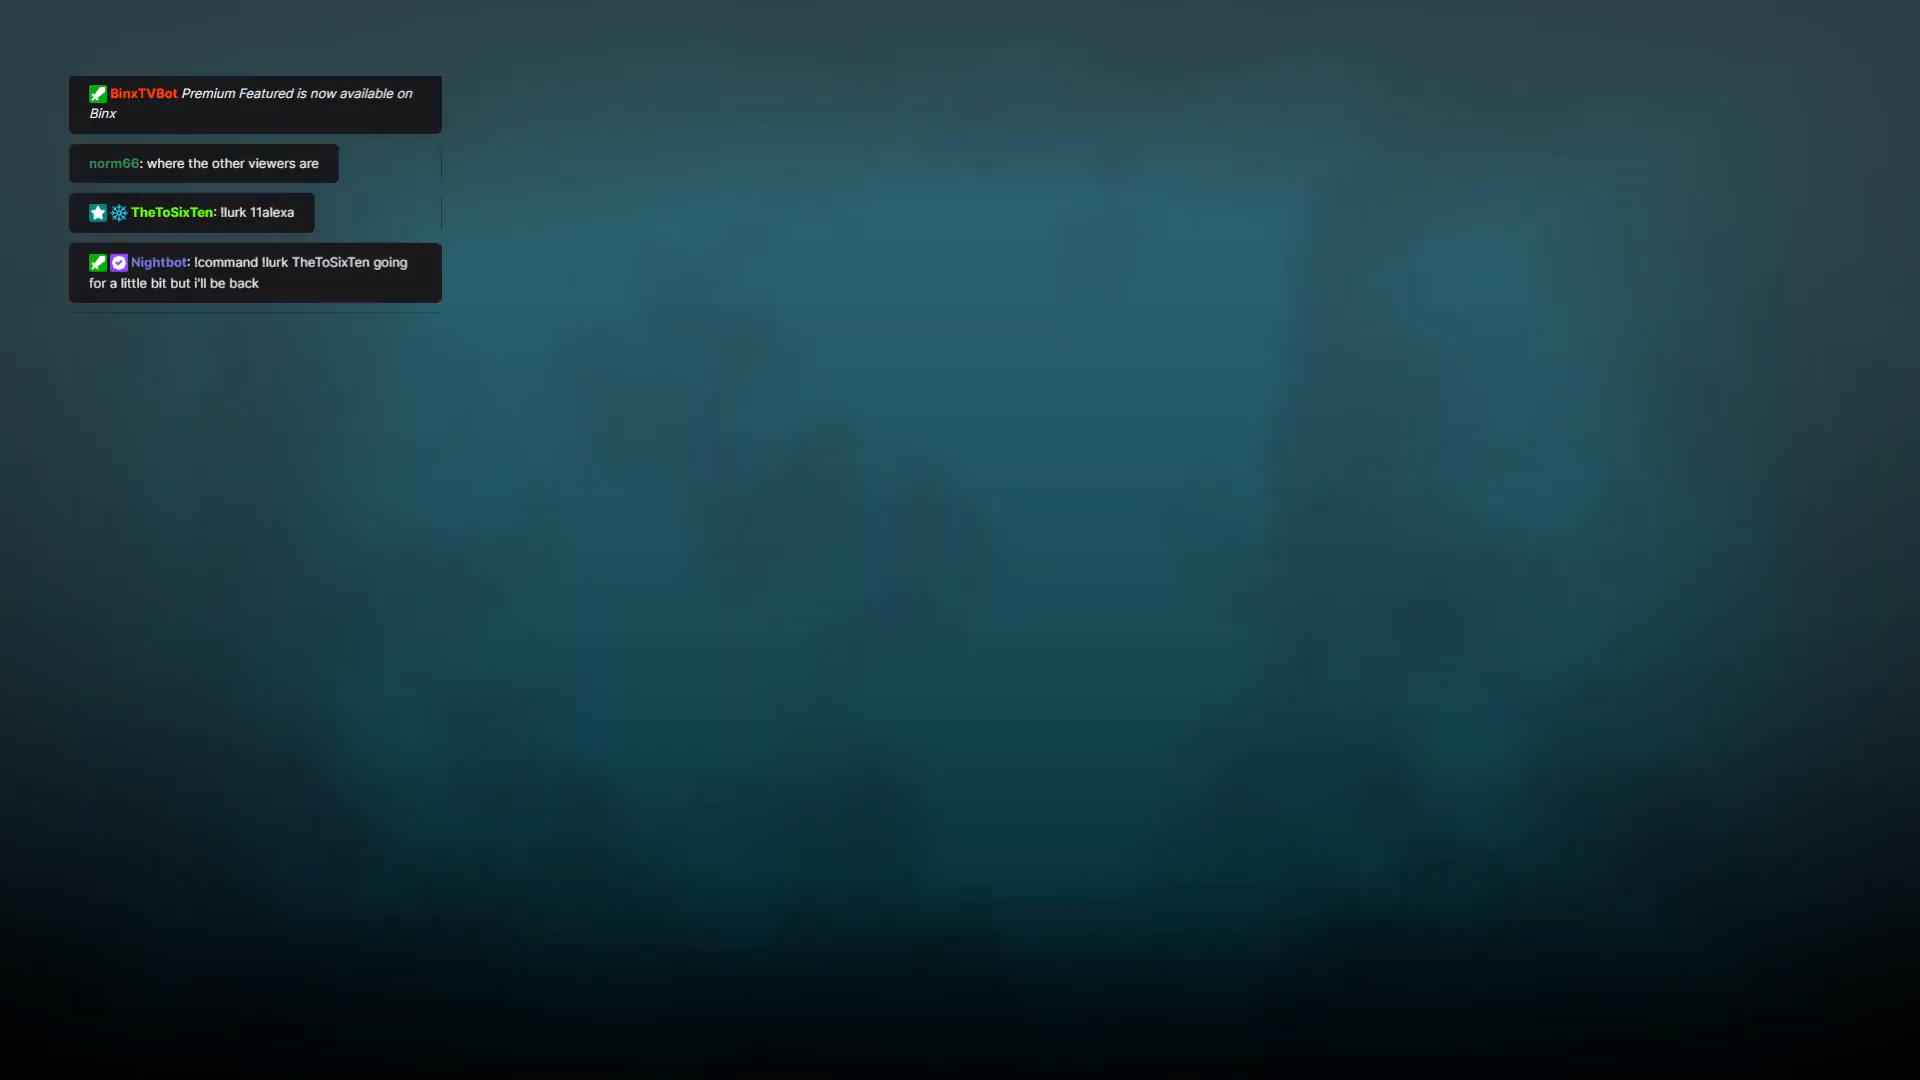 BinxTVBot Premium Featured is now available on
Binx
norm66: where the other viewers are
TheToSixTen: !lurk 11alexa
Nightbot: !command !lurk TheToSixTen going
for a little bit but i'll be back